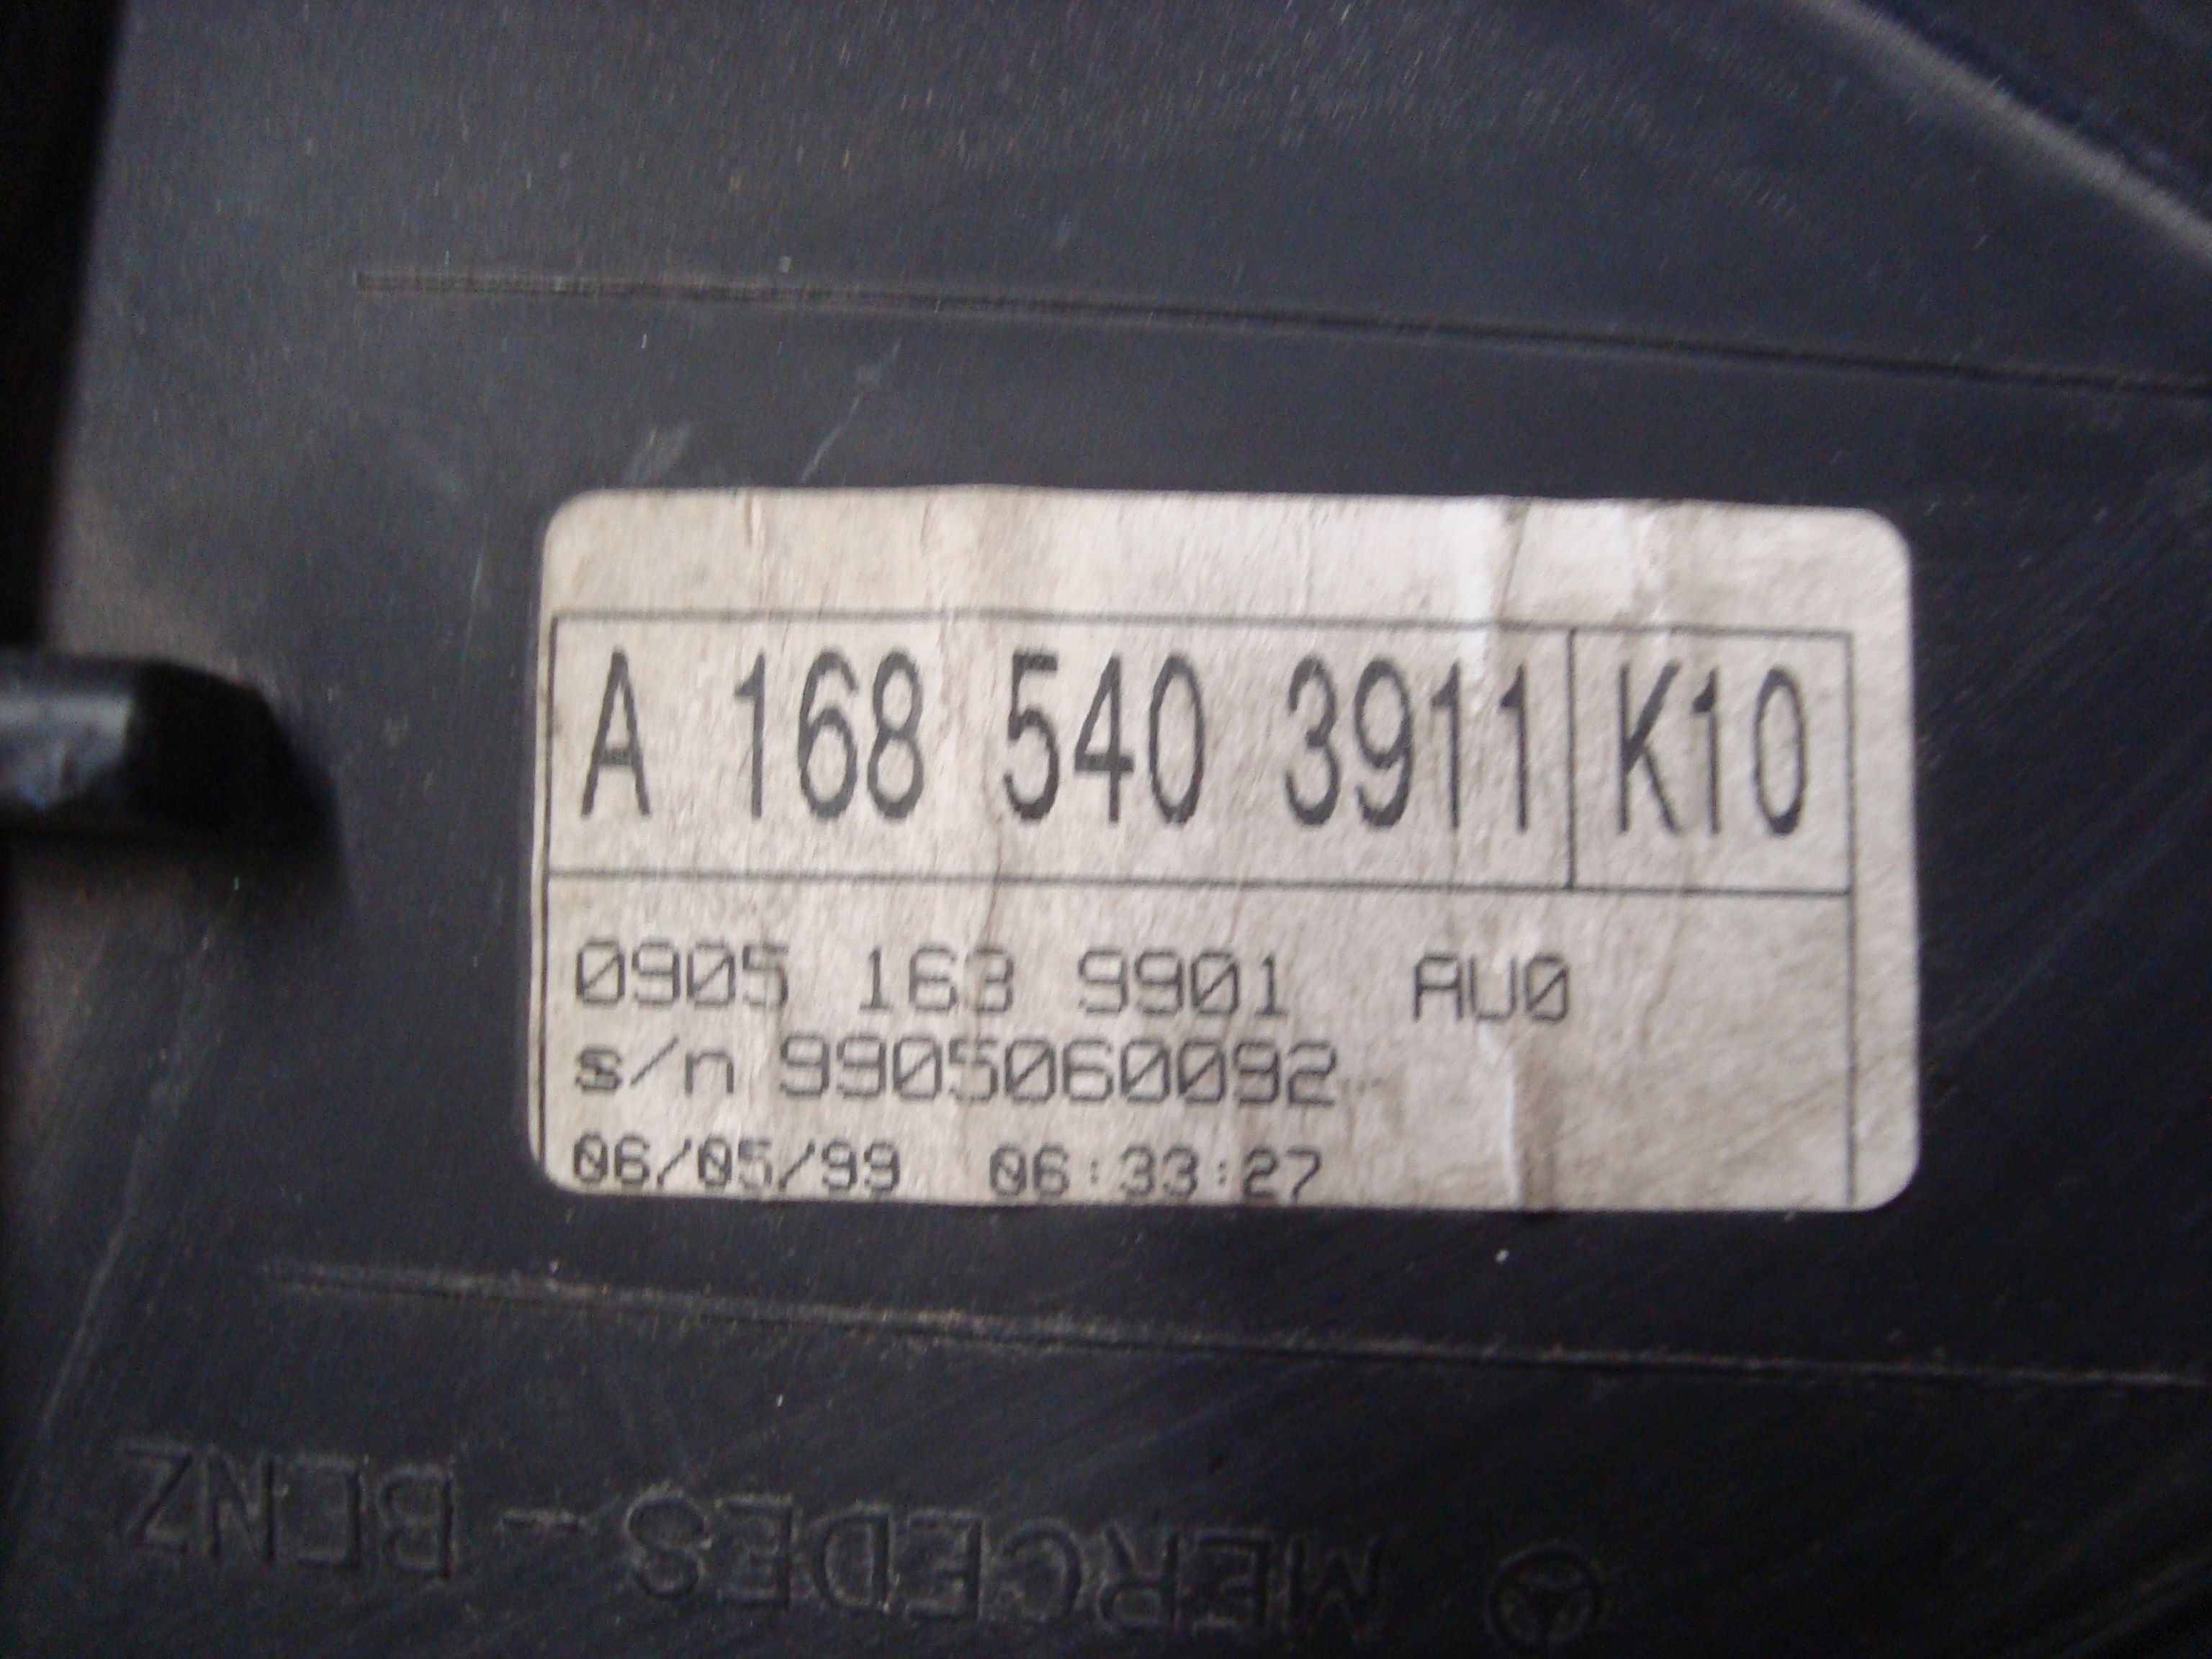 A 168 540 3911 K10
0905 163 9901 AU0
s/n 9905060092
06/05/99 06:33:27
MERCEDES-BENZ